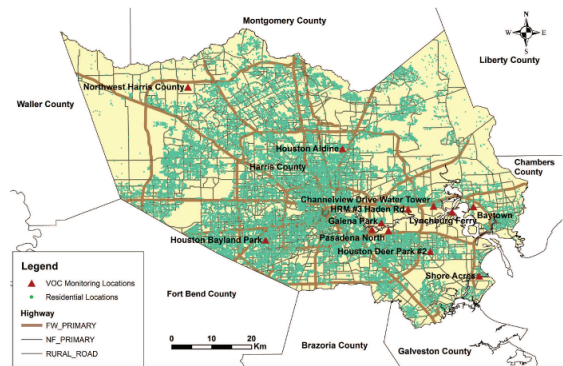 Montgomery County
N
W E
S
Liberty County
Northwest Harris County
Waller County
Houston Aldine
Harris County
Chambers
County
Channelview Drive Water Tower
HRM #3 Haden Rd
Lynchburg Ferry
Baytown
Galena Park
Pasadena North
Houston Bayland Park
Houston Deer Park #2
Shore Acres
Legend
VOC Monitoring Locations
Residential Locations
Highway
FW_PRIMARY
NF_PRIMARY
RURAL_ROAD
Fort Bend County
0 5 10 20
Km
Brazoria County
Galveston County